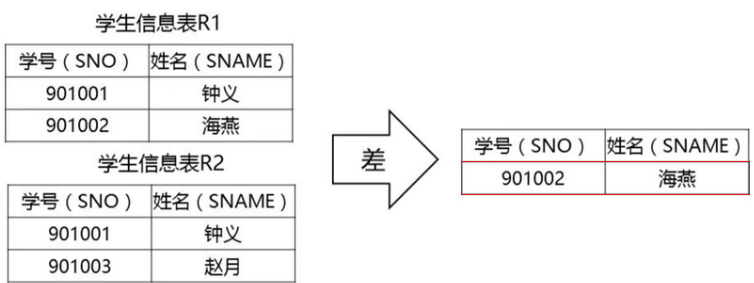 学生信息表R1
学号（SNO） 姓名（SNAME）
901001 钟义
901002 海燕
学生信息表R2
学号（SNO） 姓名（SNAME）
901001 钟义
901003 赵月
差
学号（SNO） 姓名（SNAME）
901002 海燕